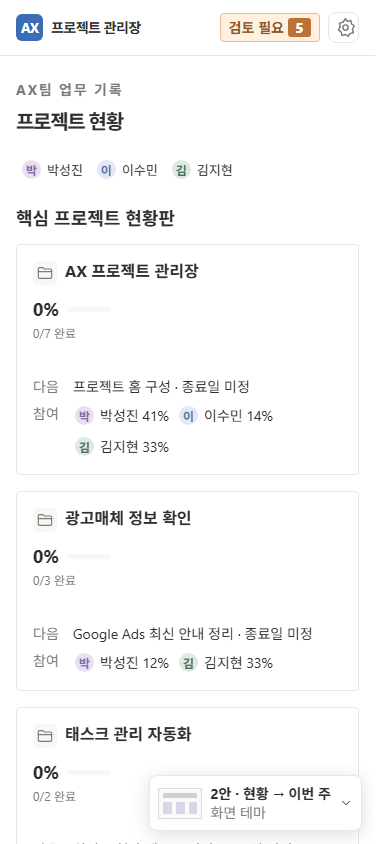 AX 프로젝트 관리장 검토 필요 5
AX팀 업무 기록
프로젝트 현황
박 박성진 이 이수민 김 김지현
핵심 프로젝트 현황판
AX 프로젝트 관리장
0%
0/7 완료
다음 프로젝트 홈 구성 · 종료일 미정
참여 박 박성진 41% 이 이수민 14%
김 김지현 33%
광고매체 정보 확인
0%
0/3 완료
다음 Google Ads 최신 안내 정리 · 종료일 미정
참여 박 박성진 12% 김 김지현 33%
태스크 관리 자동화
0%
0/2 완료
2안 · 현황 → 이번 주
화면 테마